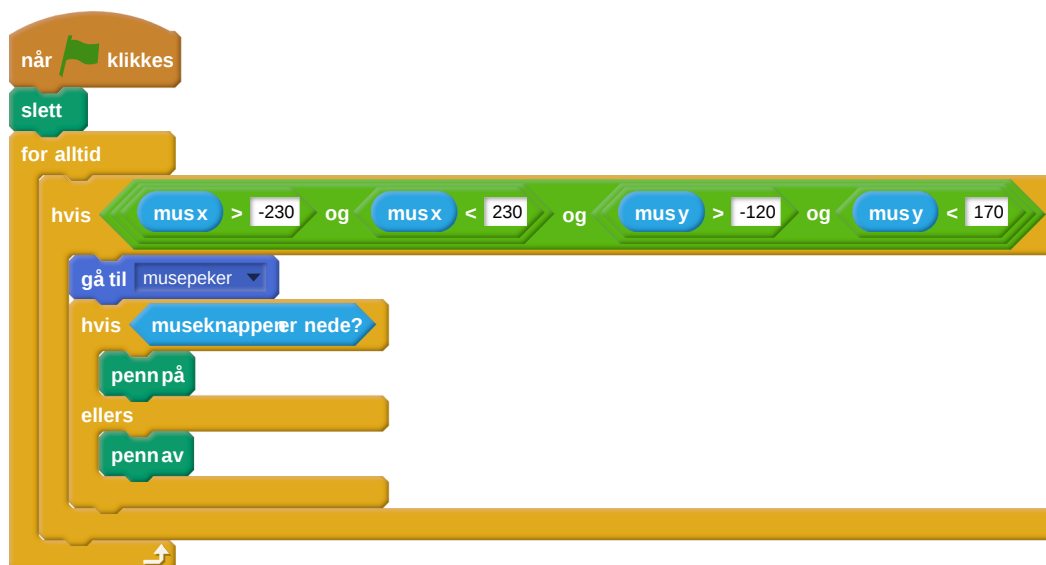 når klikkes
slett
for alltid
hvis mus x > -230 og mus x < 230 og mus y > -120 og mus y < 170
gå til musepeker
hvis museknappen er nede?
penn på
ellers
penn av